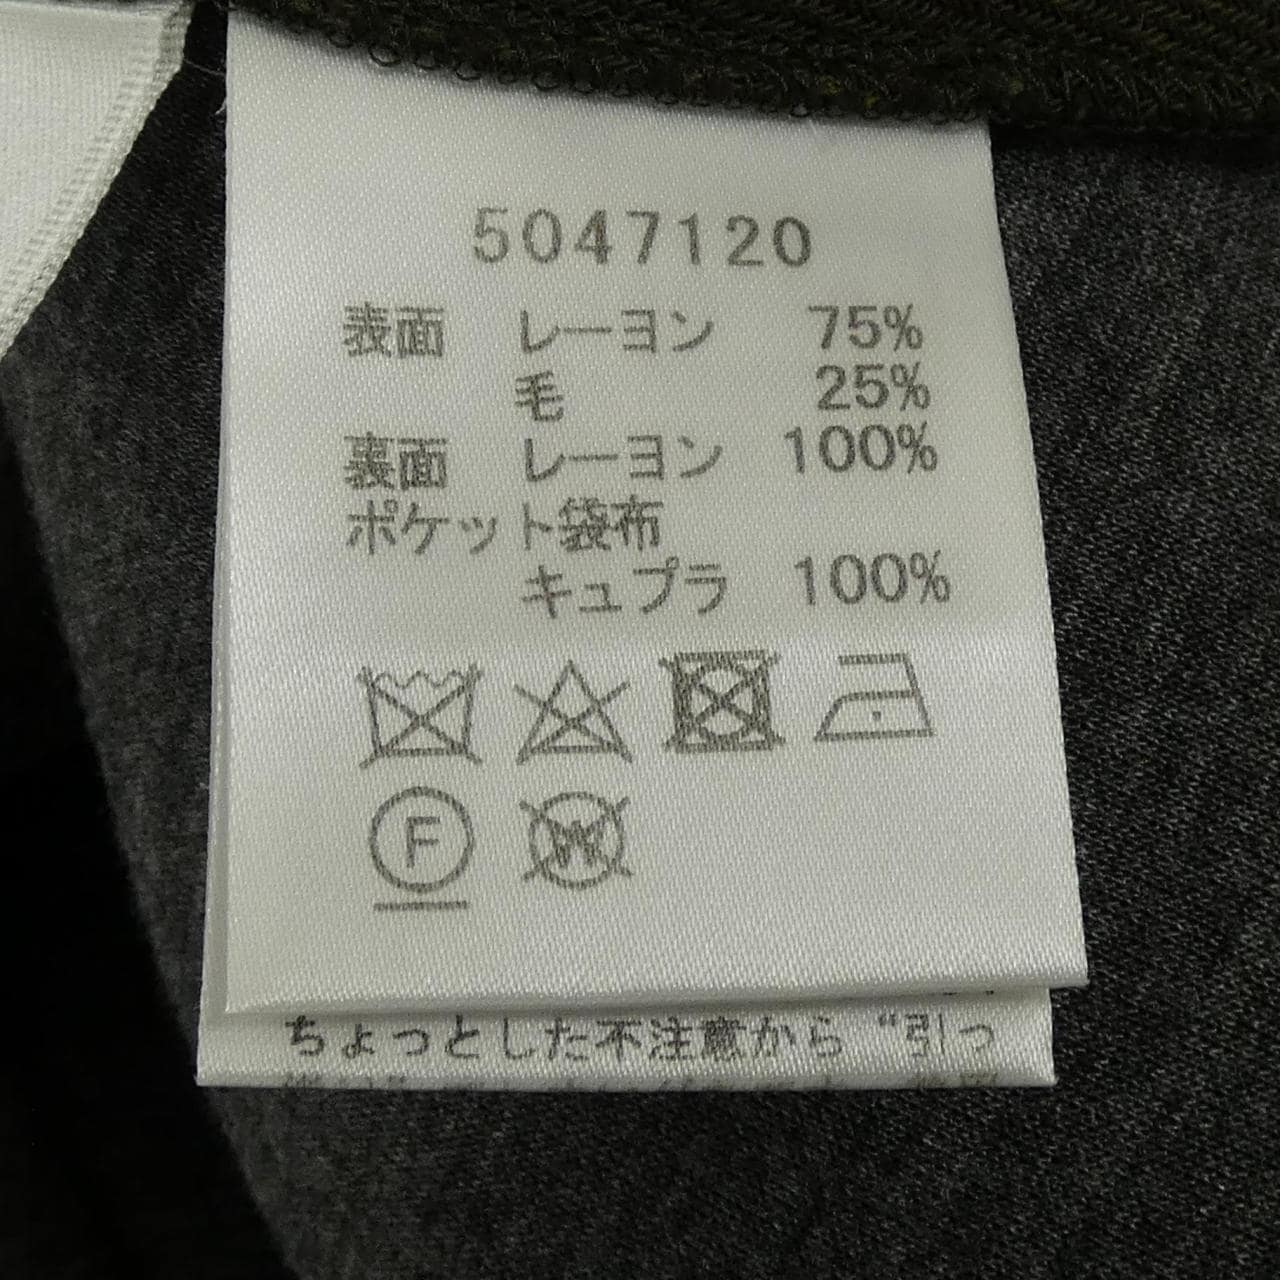 5047120
表面 レーヨン 75%
毛 25%
裏面 レーヨン 100%
ポケット袋布
キュプラ 100%
F
W
ちょっとした不注意から “引っ